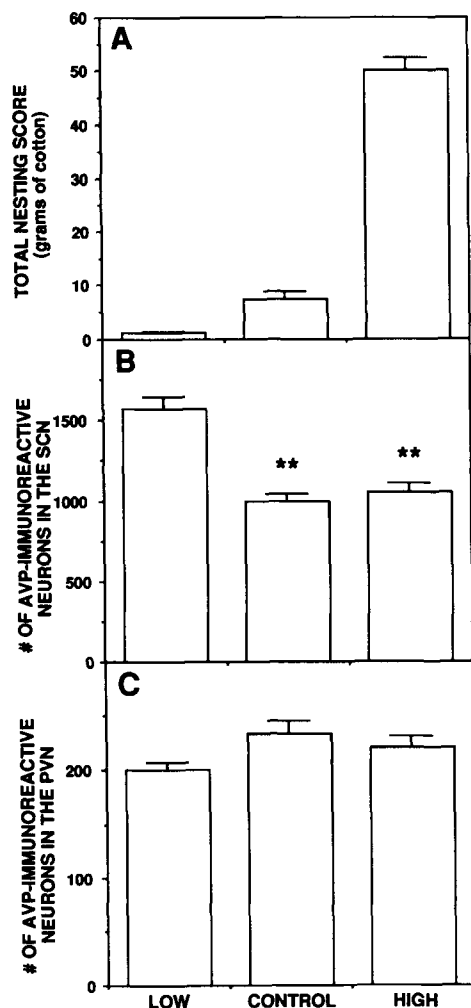 A
TOTAL NESTING SCORE
(grams of cotton)
60
50
40
30
20
10
0
B
# OF AVP-IMMUNOREACTIVE
NEURONS IN THE SCN
1500
1000
500
0
**
**
C
# OF AVP-IMMUNOREACTIVE
NEURONS IN THE PVN
200
100
0
LOW CONTROL HIGH